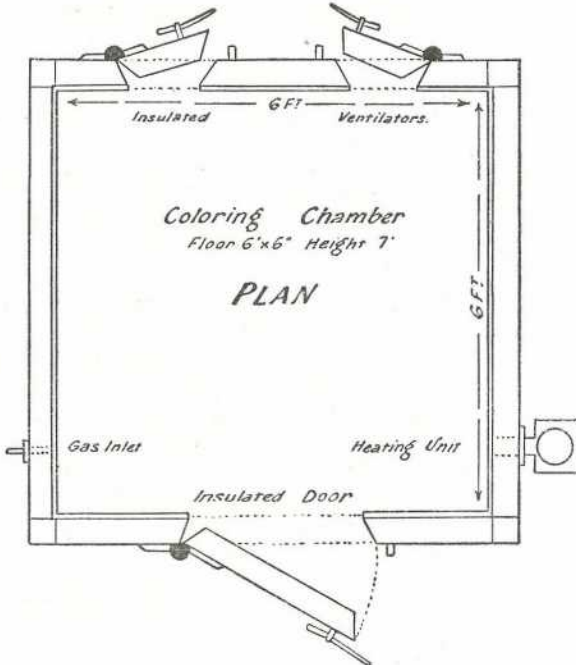 6 FT.
Insulated Ventilators.
Coloring Chamber
Floor 6'x6" Height 7'
PLAN
6 FT.
Gas Inlet Heating Unit
Insulated Door